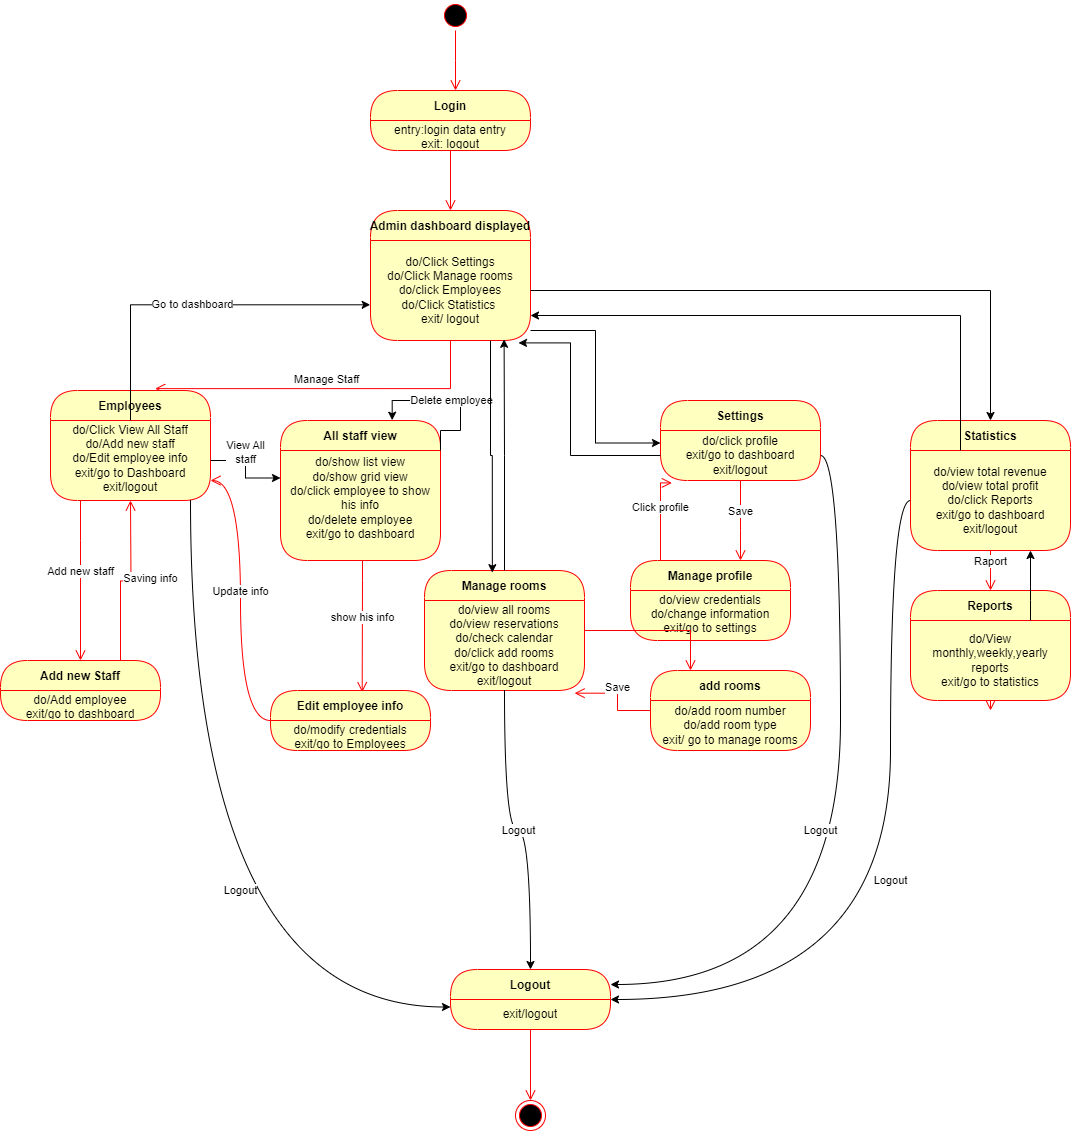 Login
entry:login data entry
exit: logout
Admin dashboard displayed
do/Click Settings
do/Click Manage rooms
do/click Employees
do/Click Statistics
exit/ logout
Go to dashboard
Manage Staff
Employees
do/Click View All Staff
do/Add new staff
do/Edit employee info
exit/go to Dashboard
exit/logout
View All
staff
Delete employee
All staff view
do/show list view
do/show grid view
do/click employee to show
his info
do/delete employee
exit/go to dashboard
Settings
do/click profile
exit/go to dashboard
exit/logout
Statistics
do/view total revenue
do/view total profit
do/click Reports
exit/go to dashboard
exit/logout
Click profile
Save
Raport
Add new staff
Saving info
Update info
show his info
Manage rooms
do/view all rooms
do/view reservations
do/check calendar
do/click add rooms
exit/go to dashboard
exit/logout
Manage profile
do/view credentials
do/change information
exit/go to settings
Reports
do/View
monthly,weekly,yearly
reports
exit/go to statistics
Add new Staff
do/Add employee
exit/go to dashboard
Edit employee info
do/modify credentials
exit/go to Employees
Save
add rooms
do/add room number
do/add room type
exit/ go to manage rooms
Logout
Logout
Logout
Logout
Logout
exit/logout